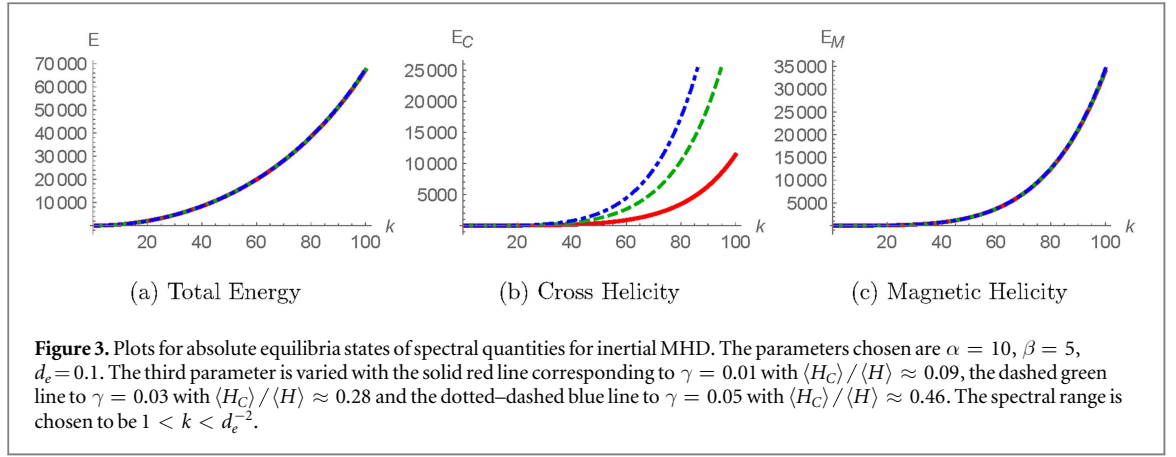 E
70 000
60 000
50 000
40 000
30 000
20 000
10 000
20 40 60 80 100 k
(a) Total Energy
E_C
25 000
20 000
15 000
10 000
5000
20 40 60 80 100 k
(b) Cross Helicity
E_M
35 000
30 000
25 000
20 000
15 000
10 000
5000
20 40 60 80 100 k
(c) Magnetic Helicity
Figure 3. Plots for absolute equilibria states of spectral quantities for inertial MHD. The parameters chosen are α = 10, β = 5,
d_e = 0.1. The third parameter is varied with the solid red line corresponding to γ = 0.01 with ⟨H_C⟩/⟨H⟩ ≈ 0.09, the dashed green
line to γ = 0.03 with ⟨H_C⟩/⟨H⟩ ≈ 0.28 and the dotted–dashed blue line to γ = 0.05 with ⟨H_C⟩/⟨H⟩ ≈ 0.46. The spectral range is
chosen to be 1 < k < d_e^{-2}.